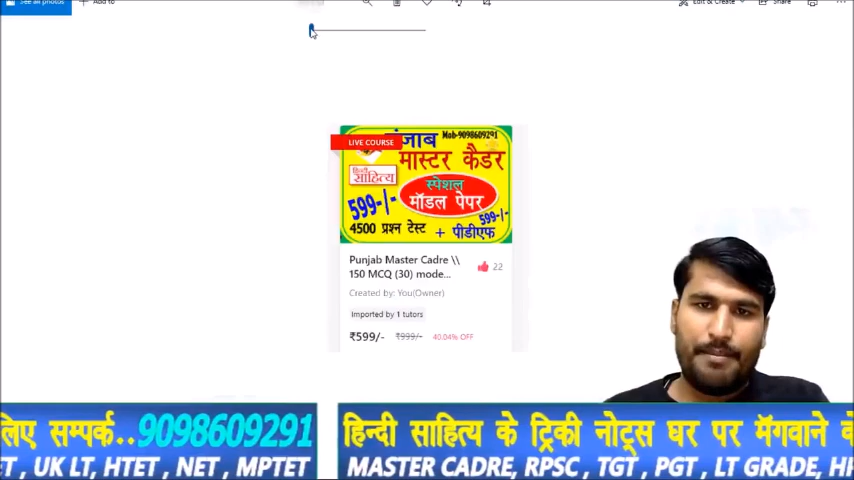 See all photos
Add to
Edit & Create
Share
Mob-9098609291
LIVE COURSE
पंजाब
मास्टर कैडर
हिन्दी
साहित्य
स्पेशल
मॉडल पेपर
599-/-
599-/-
4500 प्रश्न टेस्ट + पीडीएफ
Punjab Master Cadre \\
150 MCQ (30) mode...
22
Created by: You(Owner)
Imported by 1 tutors
₹599/- ₹999/- 40.04% OFF
लिए सम्पर्क..9098609291
हिन्दी साहित्य के ट्रिकी नोट्स घर पर मॅगवाने के
ET , UK LT, HTET , NET , MPTET
MASTER CADRE, RPSC , TGT , PGT , LT GRADE, HP